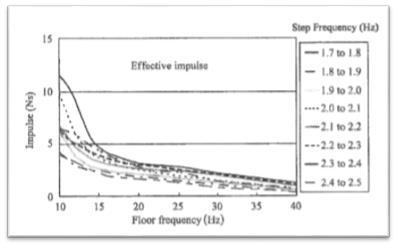 Step Frequency (Hz)
15
Effective impulse
10
Impulse (Ns)
5
0
10 15 20 25 30 35 40
Floor frequency (Hz)
1.7 to 1.8
1.8 to 1.9
1.9 to 2.0
2.0 to 2.1
2.1 to 2.2
2.2 to 2.3
2.3 to 2.4
2.4 to 2.5